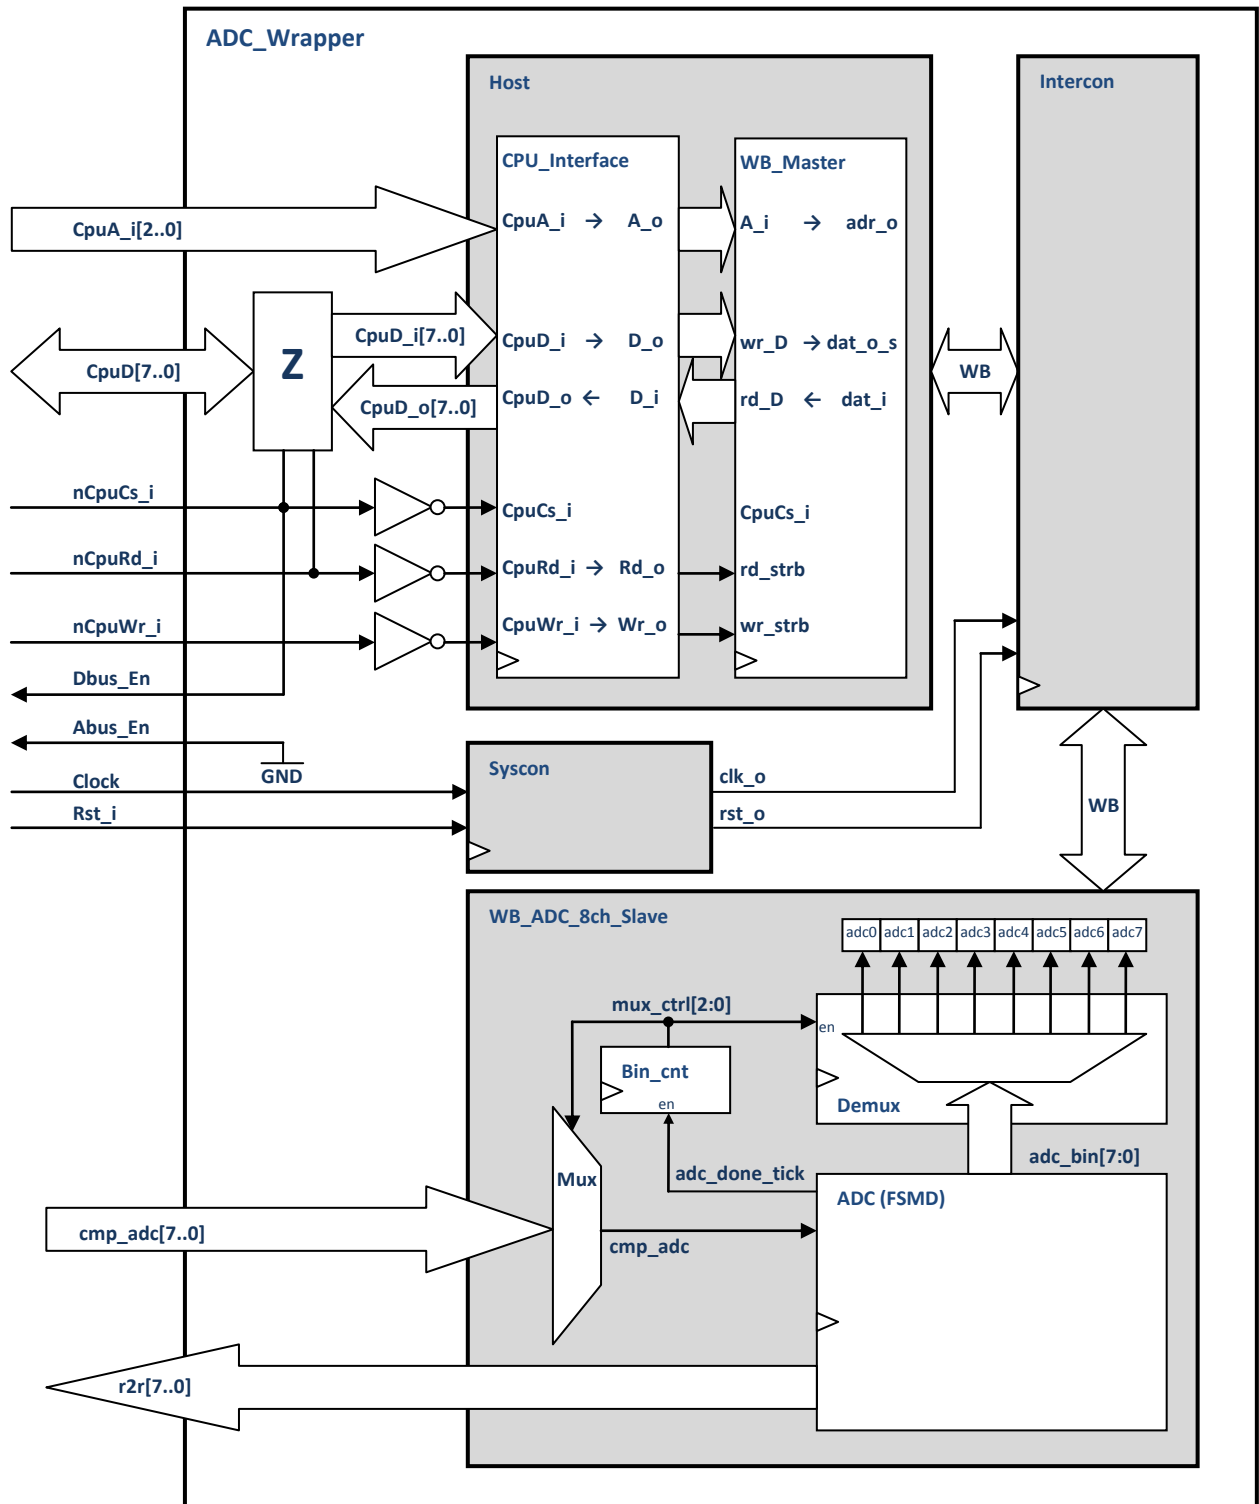 ADC_Wrapper
Host
Intercon
CPU_Interface
WB_Master
CpuA_i[2..0]
CpuA_i → A_o
A_i → adr_o
CpuD[7..0]
Z
CpuD_i[7..0]
CpuD_o[7..0]
CpuD_i → D_o
CpuD_o ← D_i
wr_D → dat_o_s
rd_D ← dat_i
WB
nCpuCs_i
CpuCs_i
CpuCs_i
nCpuRd_i
CpuRd_i → Rd_o
rd_strb
nCpuWr_i
CpuWr_i → Wr_o
wr_strb
Dbus_En
Abus_En
GND
Clock
Rst_i
Syscon
clk_o
rst_o
WB
WB_ADC_8ch_Slave
adc0 adc1 adc2 adc3 adc4 adc5 adc6 adc7
mux_ctrl[2:0]
en
Bin_cnt
en
Demux
Mux
adc_done_tick
adc_bin[7:0]
ADC (FSMD)
cmp_adc[7..0]
cmp_adc
r2r[7..0]